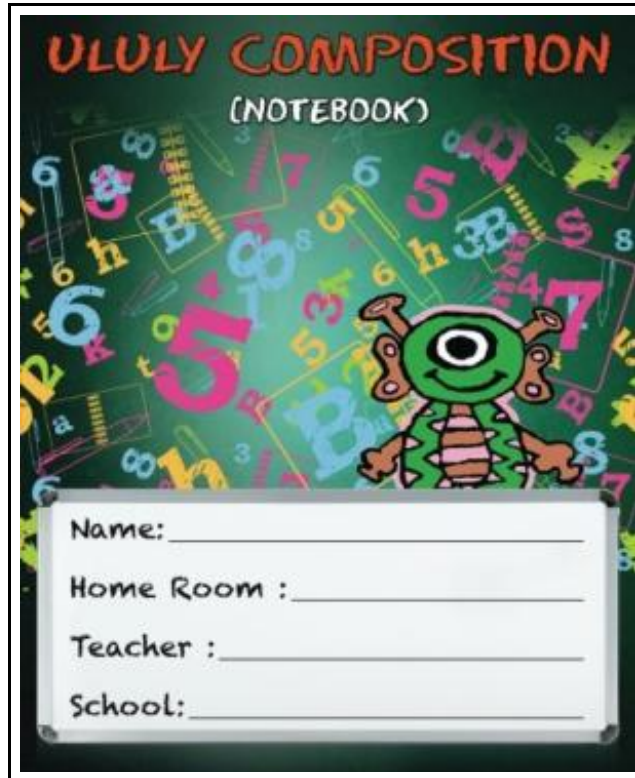 ULULY COMPOSITION
(NOTEBOOK)
Name:
Home Room :
Teacher :
School: